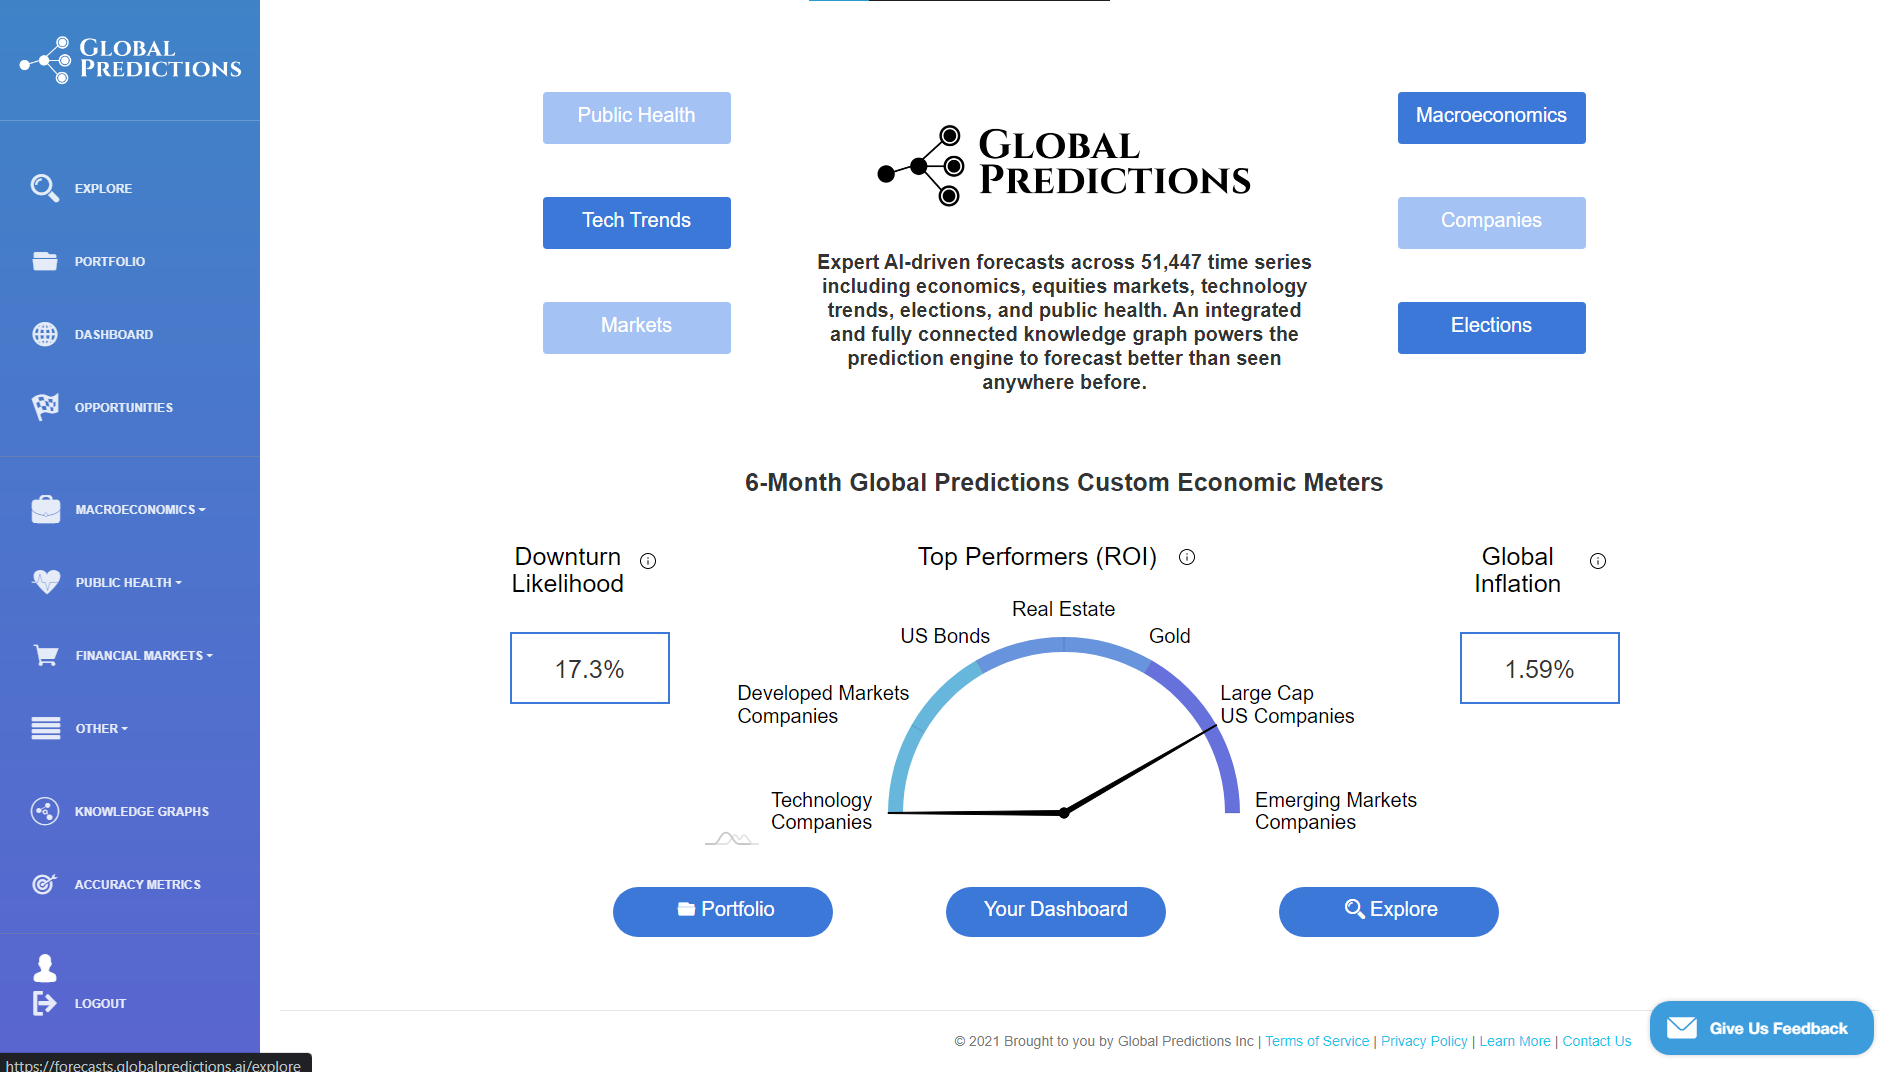 GLOBAL
PREDICTIONS
EXPLORE
PORTFOLIO
DASHBOARD
OPPORTUNITIES
MACROECONOMICS
PUBLIC HEALTH
FINANCIAL MARKETS
OTHER
KNOWLEDGE GRAPHS
ACCURACY METRICS
LOGOUT
https://forecasts.globalpredictions.ai/explore
Public Health
Tech Trends
Markets
GLOBAL
PREDICTIONS
Macroeconomics
Companies
Elections
Expert AI-driven forecasts across 51,447 time series
including economics, equities markets, technology
trends, elections, and public health. An integrated
and fully connected knowledge graph powers the
prediction engine to forecast better than seen
anywhere before.
6-Month Global Predictions Custom Economic Meters
Downturn
Likelihood
17.3%
Top Performers (ROI)
Real Estate
US Bonds
Gold
Developed Markets
Companies
Large Cap
US Companies
Technology
Companies
Emerging Markets
Companies
Global
Inflation
1.59%
Portfolio
Your Dashboard
Explore
© 2021 Brought to you by Global Predictions Inc | Terms of Service | Privacy Policy | Learn More | Contact Us
Give Us Feedback